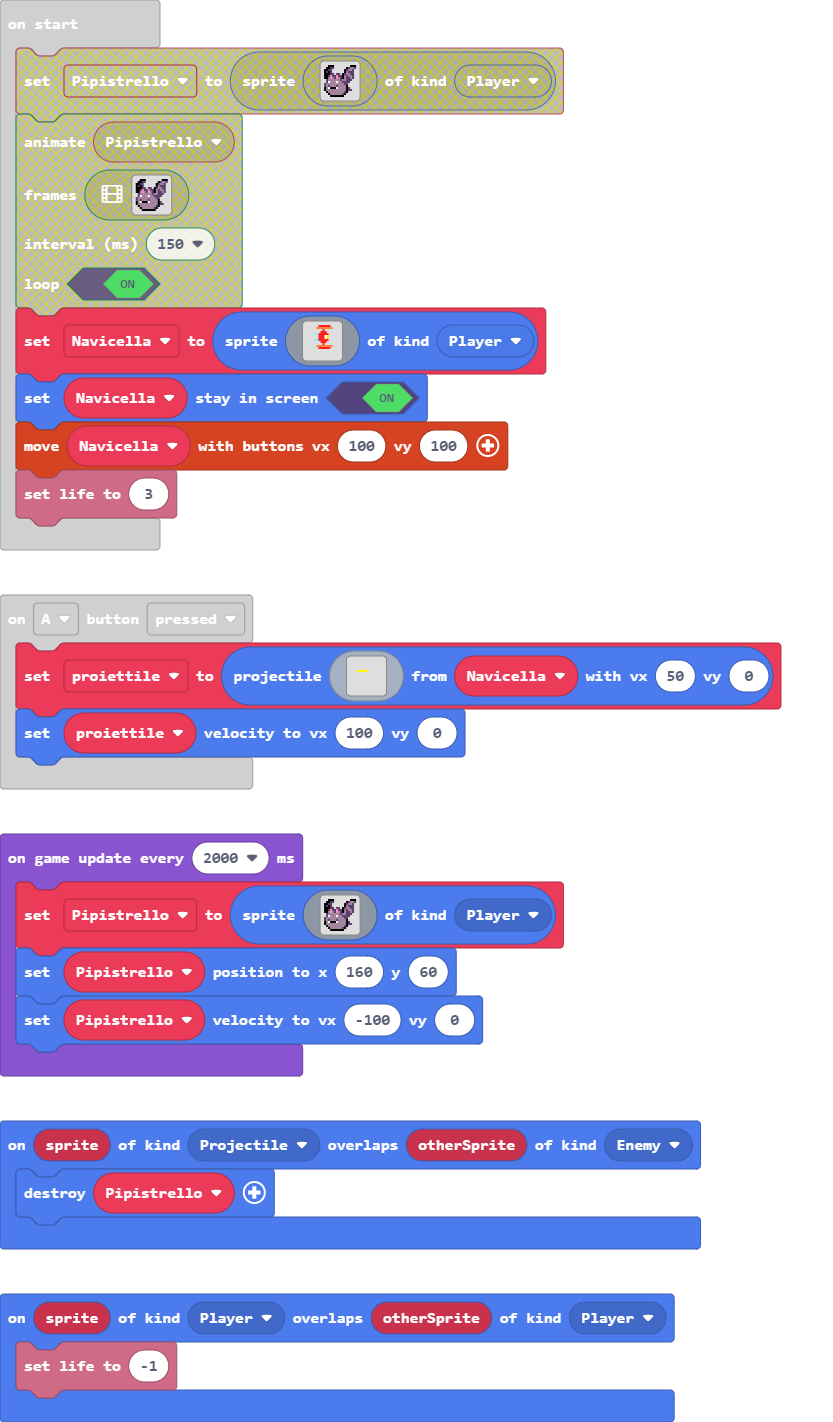 on start
set Pipistrello to sprite of kind Player
animate Pipistrello
frames
interval (ms) 150
loop ON
set Navicella to sprite of kind Player
set Navicella stay in screen ON
move Navicella with buttons vx 100 vy 100
set life to 3
on A button pressed
set proiettile to projectile from Navicella with vx 50 vy 0
set proiettile velocity to vx 100 vy 0
on game update every 2000 ms
set Pipistrello to sprite of kind Player
set Pipistrello position to x 160 y 60
set Pipistrello velocity to vx -100 vy 0
on sprite of kind Projectile overlaps otherSprite of kind Enemy
destroy Pipistrello
on sprite of kind Player overlaps otherSprite of kind Player
set life to -1